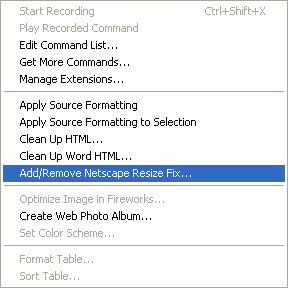 Start Recording Ctrl+Shift+X
Play Recorded Command
Edit Command List...
Get More Commands...
Manage Extensions...
Apply Source Formatting
Apply Source Formatting to Selection
Clean Up HTML...
Clean Up Word HTML...
Add/Remove Netscape Resize Fix...
Optimize Image in Fireworks...
Create Web Photo Album...
Set Color Scheme...
Format Table...
Sort Table...